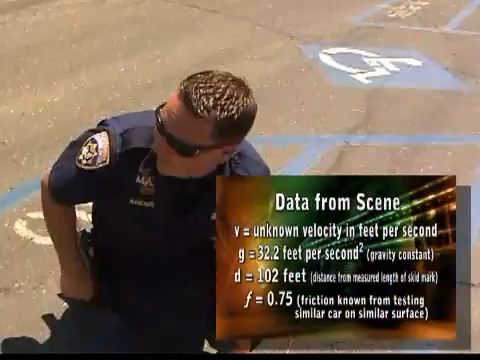 Data from Scene
v = unknown velocity in feet per second
g = 32.2 feet per second² (gravity constant)
d = 102 feet (distance from measured length of skid mark)
f = 0.75 (friction known from testing
similar car on similar surface)